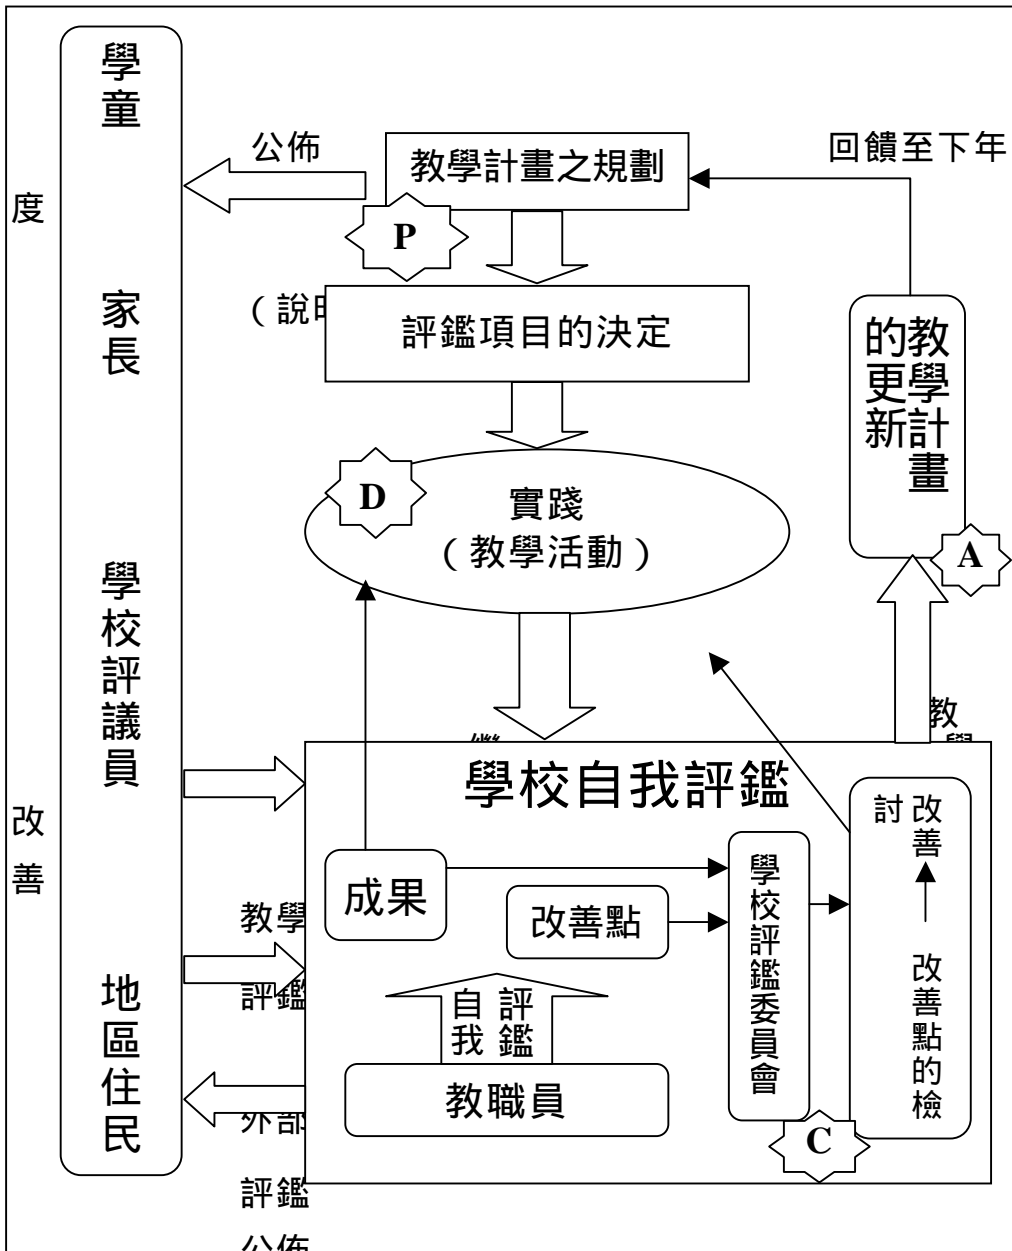 學童
家長
學校評議員
地區住民
公佈
教學計畫之規劃
回饋至下年
度
P
（說
評鑑項目的決定
教學計畫
的更新
A
D
實踐
（教學活動）
教
學校自我評鑑
改
善
成果
改善點
學校評鑑委員會
改善
改善點的檢
討
C
教學
評鑑
自我
評鑑
教職員
外部
評鑑
公佈